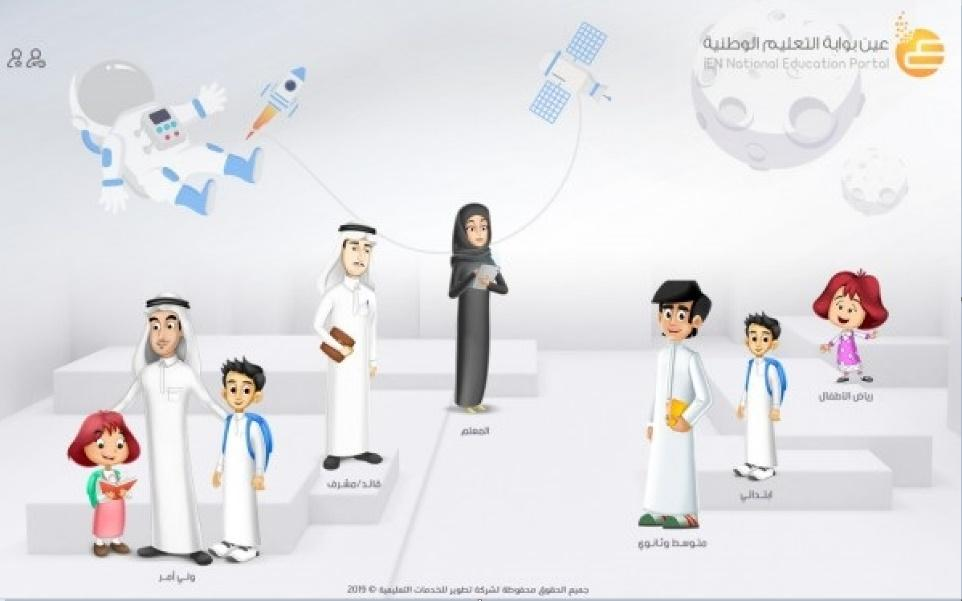 عين بوابة التعليم الوطنية
iEN National Education Portal
رياض الأطفال
المعلم
قائد/مشرف
ابتدائي
متوسط وثانوي
ولي أمر
جميع الحقوق محفوظة لشركة تطوير للخدمات التعليمية © 2019